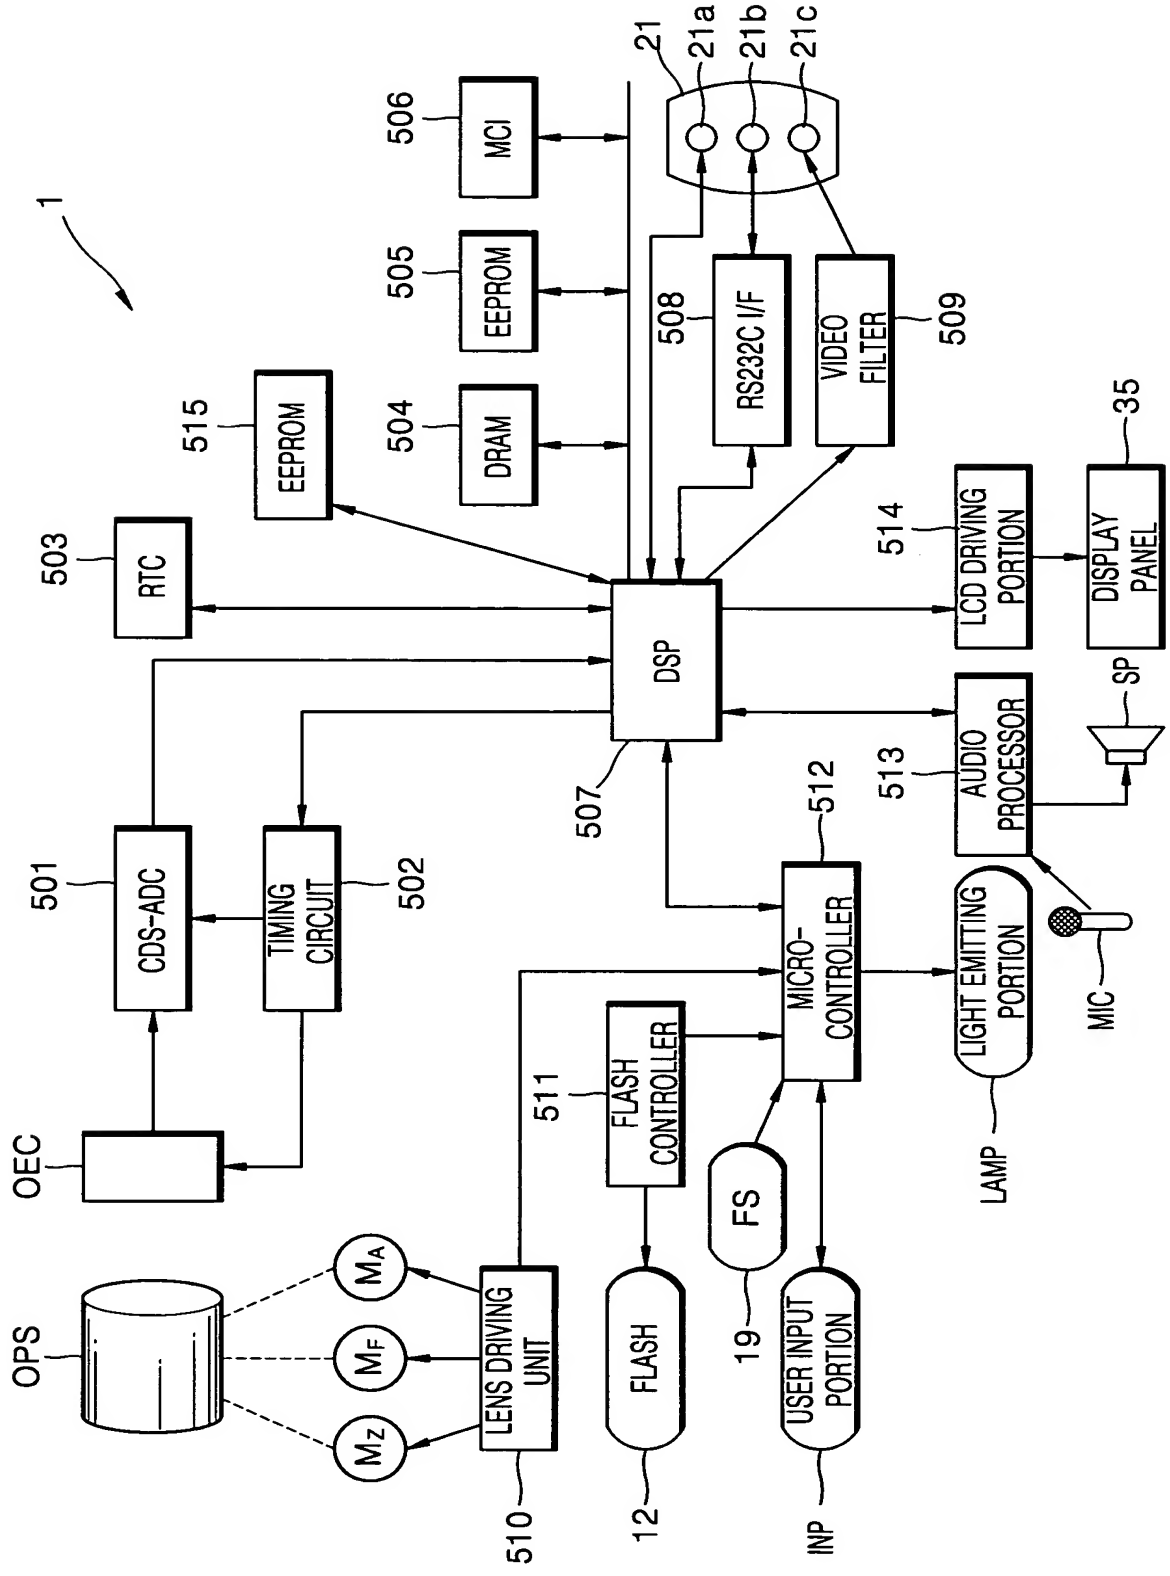 1
OPS
OEC
501
CDS-ADC
503
RTC
515
EEPROM
TIMING
CIRCUIT
502
MA
MF
MZ
504
DRAM
505
EEPROM
506
MCI
510
LENS DRIVING
UNIT
511
FLASH
CONTROLLER
507
DSP
21
21a
21b
21c
508
RS232C I/F
VIDEO
FILTER
509
12
FLASH
19
FS
512
MICRO-
CONTROLLER
INP
USER INPUT
PORTION
LAMP
LIGHT EMITTING
PORTION
513
AUDIO
PROCESSOR
514
LCD DRIVING
PORTION
MIC
SP
DISPLAY
PANEL
35